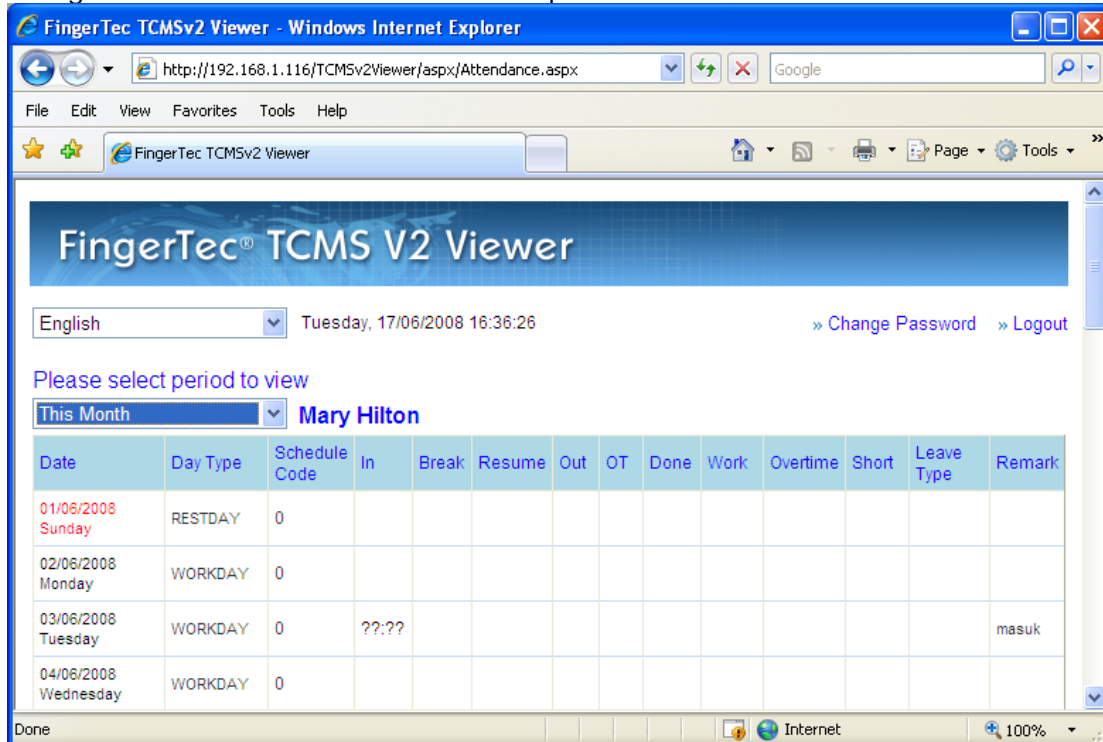 FingerTec TCMSv2 Viewer - Windows Internet Explorer
http://192.168.1.116/TCMSv2Viewer/aspx/Attendance.aspx Google
File Edit View Favorites Tools Help
FingerTec TCMSv2 Viewer Page Tools
FingerTec® TCMS V2 Viewer
English Tuesday, 17/06/2008 16:36:26 » Change Password » Logout
Please select period to view
This Month Mary Hilton
Date Day Type Schedule Code In Break Resume Out OT Done Work Overtime Short Leave Type Remark
01/06/2008 Sunday RESTDAY 0
02/06/2008 Monday WORKDAY 0
03/06/2008 Tuesday WORKDAY 0 ??:?? masuk
04/06/2008 Wednesday WORKDAY 0
Done Internet 100%